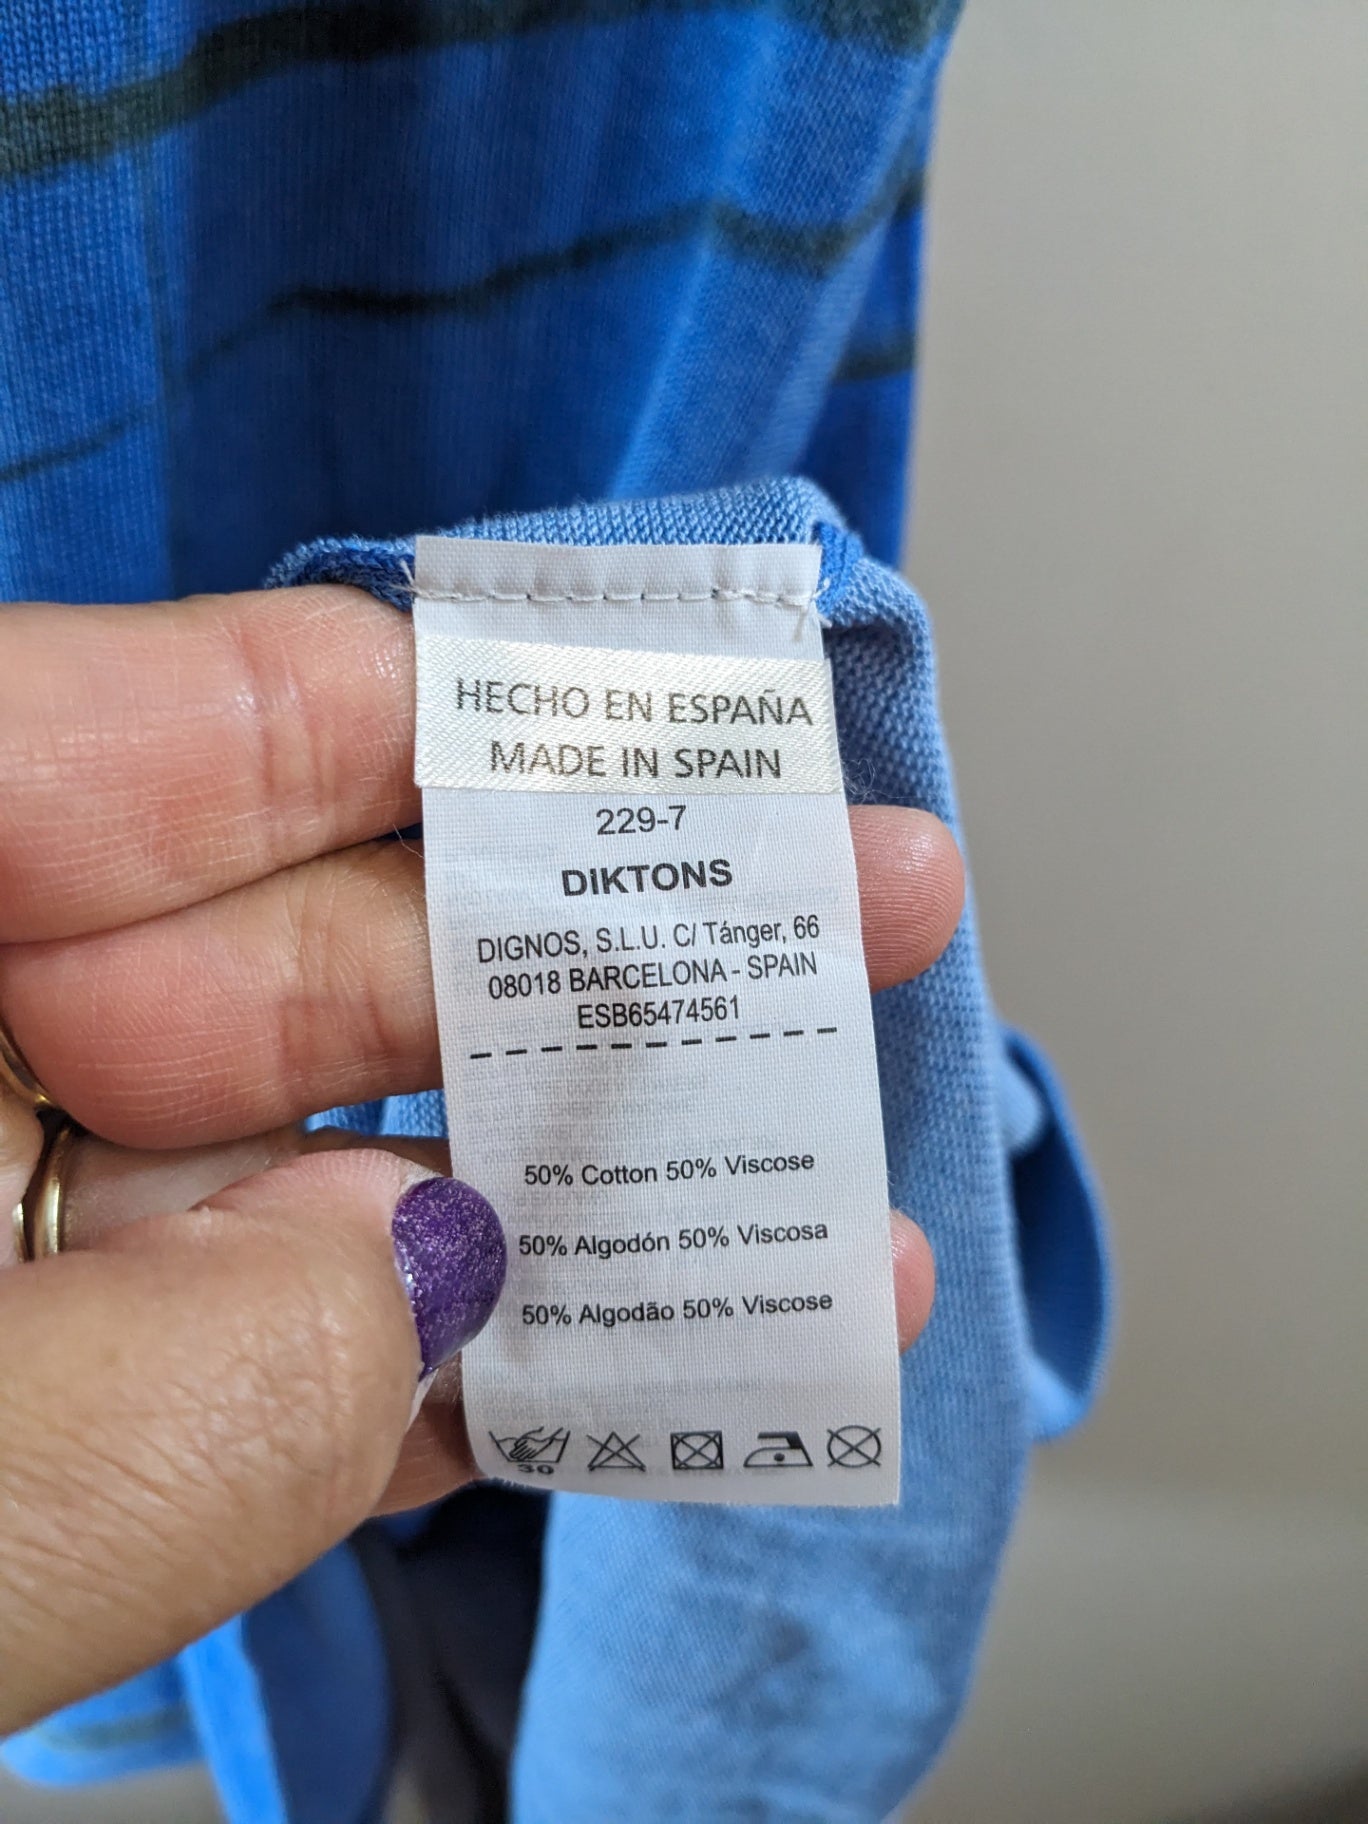 HECHO EN ESPAÑA
MADE IN SPAIN
229-7
DIKTONS
DIGNOS, S.L.U. C/ Tánger, 66
08018 BARCELONA - SPAIN
ESB65474561
50% Cotton 50% Viscose
50% Algodón 50% Viscosa
50% Algodão 50% Viscose
30